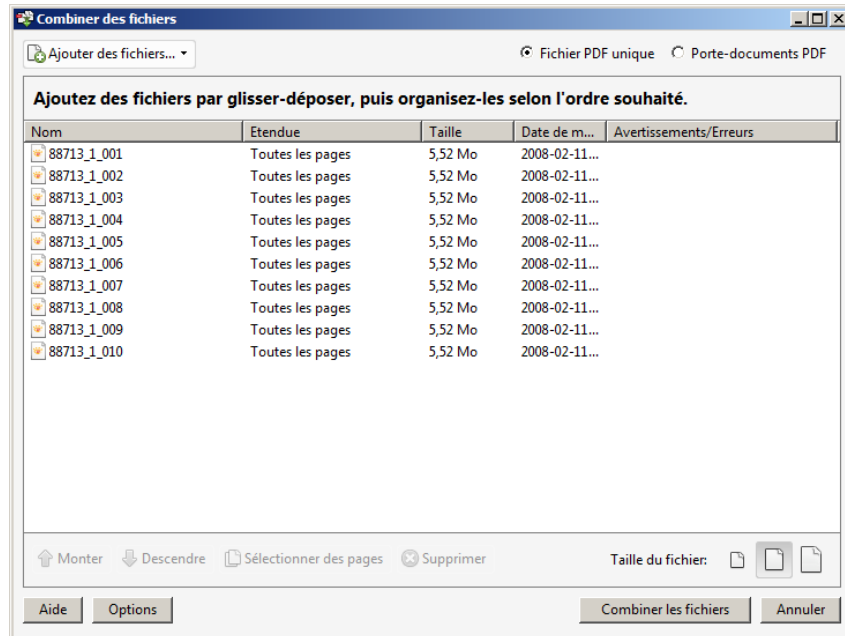 Combiner des fichiers
Ajouter des fichiers... Fichier PDF unique Porte-documents PDF
Ajoutez des fichiers par glisser-déposer, puis organisez-les selon l'ordre souhaité.
Nom Etendue Taille Date de m... Avertissements/Erreurs
88713_1_001 Toutes les pages 5,52 Mo 2008-02-11...
88713_1_002 Toutes les pages 5,52 Mo 2008-02-11...
88713_1_003 Toutes les pages 5,52 Mo 2008-02-11...
88713_1_004 Toutes les pages 5,52 Mo 2008-02-11...
88713_1_005 Toutes les pages 5,52 Mo 2008-02-11...
88713_1_006 Toutes les pages 5,52 Mo 2008-02-11...
88713_1_007 Toutes les pages 5,52 Mo 2008-02-11...
88713_1_008 Toutes les pages 5,52 Mo 2008-02-11...
88713_1_009 Toutes les pages 5,52 Mo 2008-02-11...
88713_1_010 Toutes les pages 5,52 Mo 2008-02-11...
Monter Descendre Sélectionner des pages Supprimer Taille du fichier:
Aide Options Combiner les fichiers Annuler